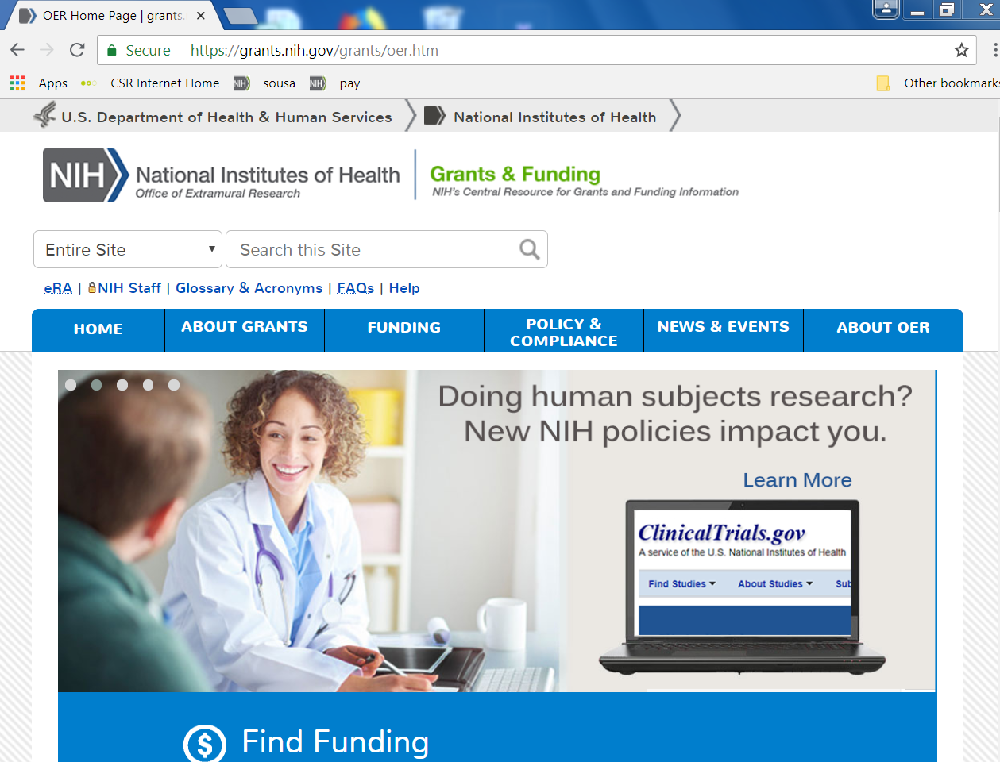 OER Home Page | grants.
Secure https://grants.nih.gov/grants/oer.htm
Apps CSR Internet Home NIH sousa NIH pay Other bookmarks
U.S. Department of Health & Human Services National Institutes of Health
NIH National Institutes of Health
Office of Extramural Research
Grants & Funding
NIH's Central Resource for Grants and Funding Information
Entire Site Search this Site
eRA | NIH Staff | Glossary & Acronyms | FAQs | Help
HOME ABOUT GRANTS FUNDING POLICY & COMPLIANCE NEWS & EVENTS ABOUT OER
Doing human subjects research?
New NIH policies impact you.
Learn More
ClinicalTrials.gov
A service of the U.S. National Institutes of Health
Find Studies About Studies Sub
$ Find Funding